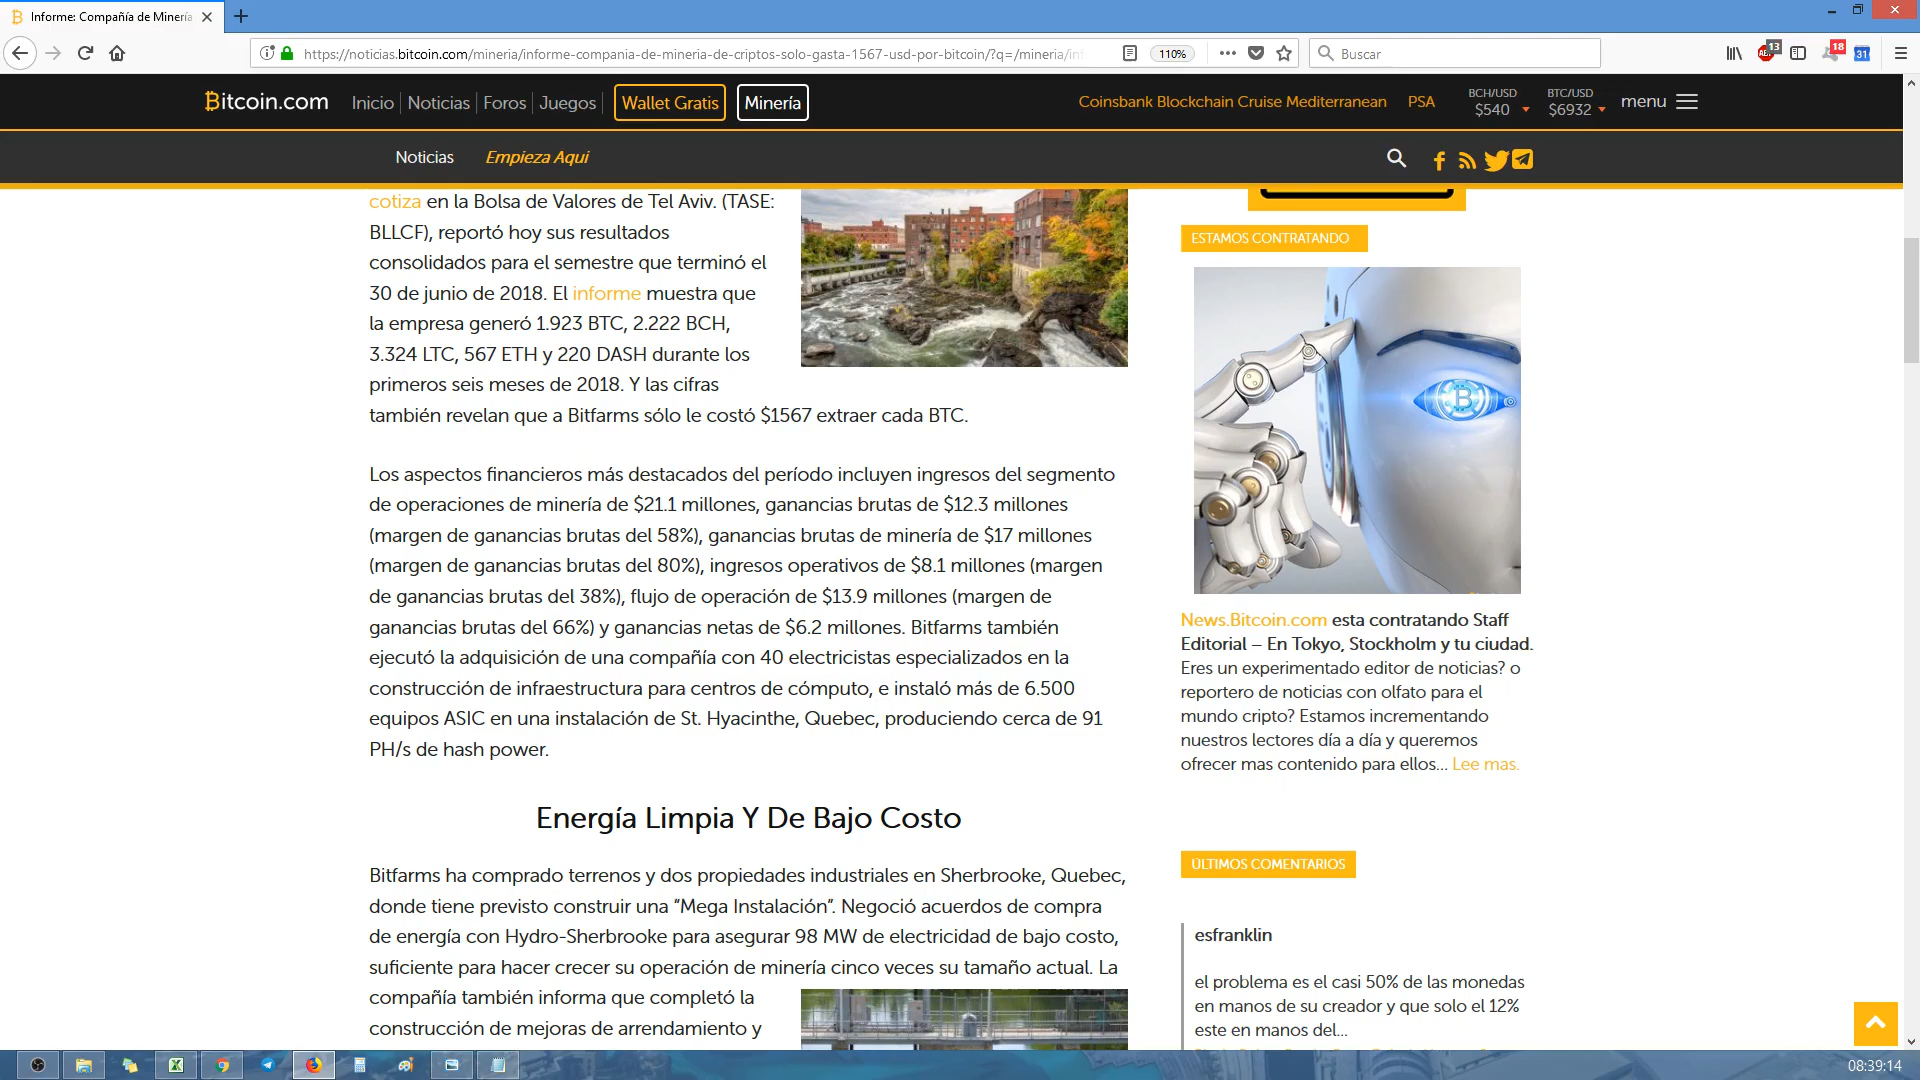 Informe: Compañía de Minería
https://noticias.bitcoin.com/mineria/informe-compania-de-mineria-de-criptos-solo-gasta-1567-usd-por-bitcoin/?q=/mineria/in
110%
Buscar
13
18
31
Bitcoin.com
Inicio
Noticias
Foros
Juegos
Wallet Gratis
Minería
Coinsbank Blockchain Cruise Mediterranean
PSA
BCH/USD
$540
BTC/USD
$6932
menu
Noticias
Empieza Aqui
cotiza en la Bolsa de Valores de Tel Aviv. (TASE:
BLLCF), reportó hoy sus resultados
consolidados para el semestre que terminó el
30 de junio de 2018. El informe muestra que
la empresa generó 1.923 BTC, 2.222 BCH,
3.324 LTC, 567 ETH y 220 DASH durante los
primeros seis meses de 2018. Y las cifras
también revelan que a Bitfarms sólo le costó $1567 extraer cada BTC.
Los aspectos financieros más destacados del período incluyen ingresos del segmento
de operaciones de minería de $21.1 millones, ganancias brutas de $12.3 millones
(margen de ganancias brutas del 58%), ganancias brutas de minería de $17 millones
(margen de ganancias brutas del 80%), ingresos operativos de $8.1 millones (margen
de ganancias brutas del 38%), flujo de operación de $13.9 millones (margen de
ganancias brutas del 66%) y ganancias netas de $6.2 millones. Bitfarms también
ejecutó la adquisición de una compañía con 40 electricistas especializados en la
construcción de infraestructura para centros de cómputo, e instaló más de 6.500
equipos ASIC en una instalación de St. Hyacinthe, Quebec, produciendo cerca de 91
PH/s de hash power.
Energía Limpia Y De Bajo Costo
Bitfarms ha comprado terrenos y dos propiedades industriales en Sherbrooke, Quebec,
donde tiene previsto construir una “Mega Instalación”. Negoció acuerdos de compra
de energía con Hydro-Sherbrooke para asegurar 98 MW de electricidad de bajo costo,
suficiente para hacer crecer su operación de minería cinco veces su tamaño actual. La
compañía también informa que completó la
construcción de mejoras de arrendamiento y
ESTAMOS CONTRATANDO
News.Bitcoin.com esta contratando Staff
Editorial – En Tokyo, Stockholm y tu ciudad.
Eres un experimentado editor de noticias? o
reportero de noticias con olfato para el
mundo cripto? Estamos incrementando
nuestros lectores día a día y queremos
ofrecer mas contenido para ellos... Lee mas.
ÚLTIMOS COMENTARIOS
esfranklin
el problema es el casi 50% de las monedas
en manos de su creador y que solo el 12%
este en manos del...
08:39:14